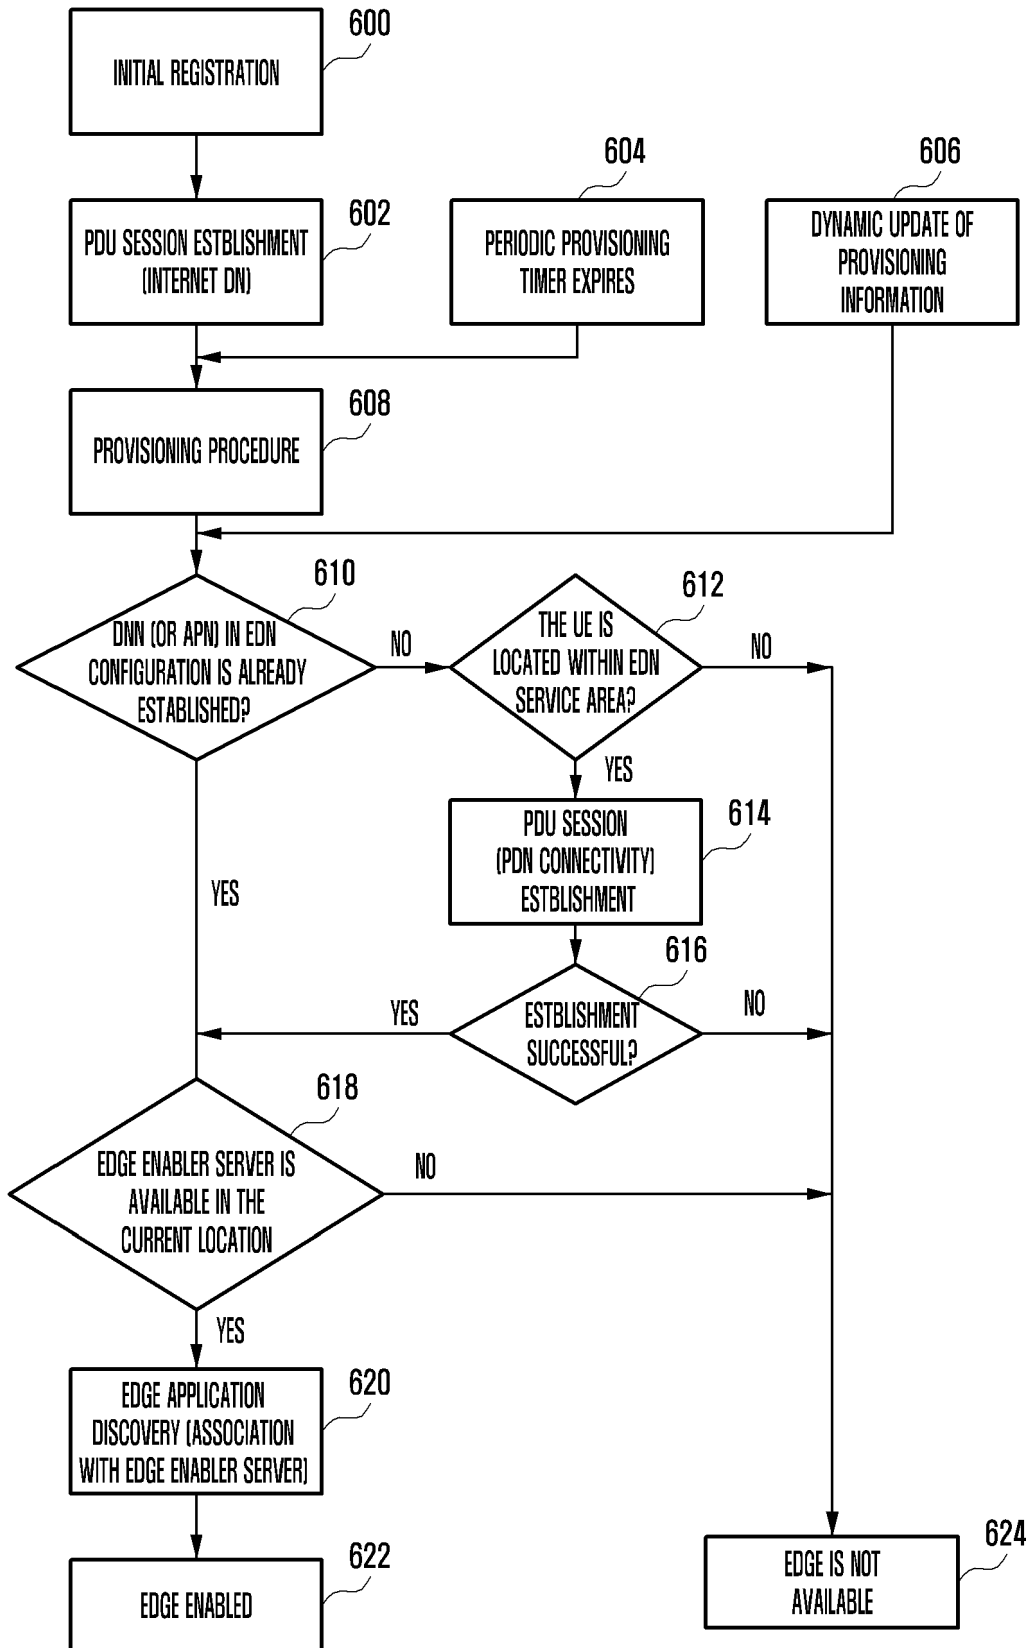 600
INITIAL REGISTRATION
602
PDU SESSION ESTBLISHMENT
(INTERNET DN)
604
PERIODIC PROVISIONING
TIMER EXPIRES
606
DYNAMIC UPDATE OF
PROVISIONING
INFORMATION
608
PROVISIONING PROCEDURE
610
DNN (OR APN) IN EDN
CONFIGURATION IS ALREADY
ESTABLISHED?
NO
612
THE UE IS
LOCATED WITHIN EDN
SERVICE AREA?
NO
YES
614
PDU SESSION
(PDN CONNECTIVITY)
ESTBLISHMENT
YES
616
ESTBLISHMENT
SUCCESSFUL?
YES
NO
618
EDGE ENABLER SERVER IS
AVAILABLE IN THE
CURRENT LOCATION
NO
YES
620
EDGE APPLICATION
DISCOVERY (ASSOCIATION
WITH EDGE ENABLER SERVER)
622
EDGE ENABLED
624
EDGE IS NOT
AVAILABLE